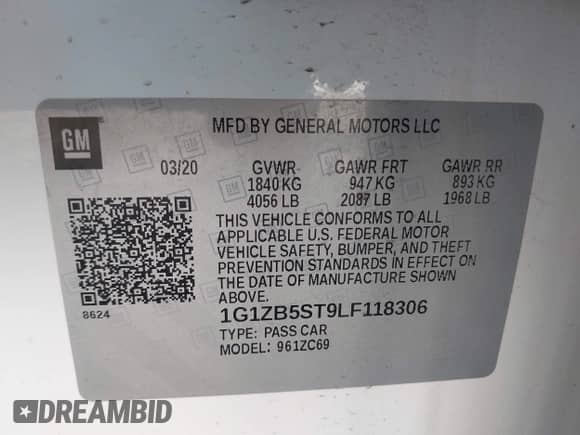 GM
MFD BY GENERAL MOTORS LLC
03/20 GVWR GAWR FRT GAWR RR
1840 KG 947 KG 893 KG
4056 LB 2087 LB 1968 LB
THIS VEHICLE CONFORMS TO ALL
APPLICABLE U.S. FEDERAL MOTOR
VEHICLE SAFETY, BUMPER, AND THEFT
PREVENTION STANDARDS IN EFFECT ON
THE DATE OF MANUFACTURE SHOWN
ABOVE.
8624
1G1ZB5ST9LF118306
TYPE: PASS CAR
MODEL: 961ZC69
DREAMBID